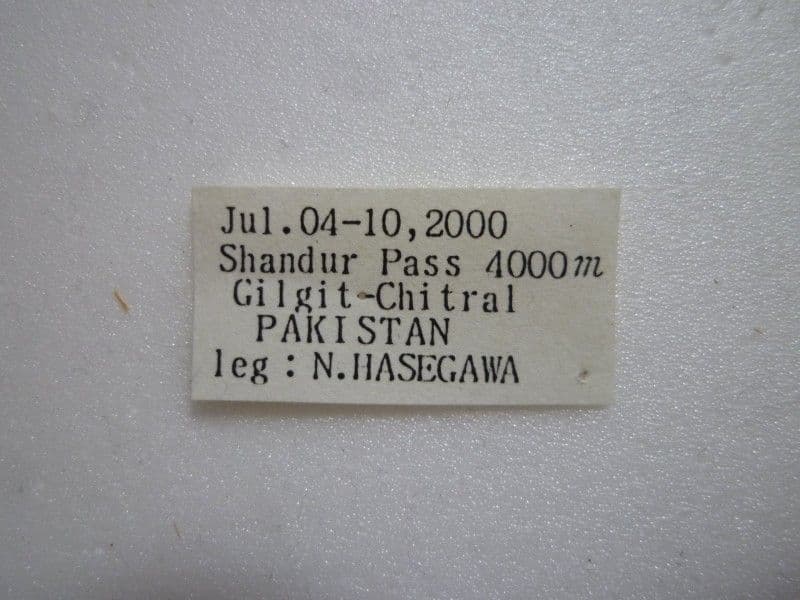 Jul.04-10,2000
Shandur Pass 4000m
Gilgit-Chitral
PAKISTAN
leg : N.HASEGAWA